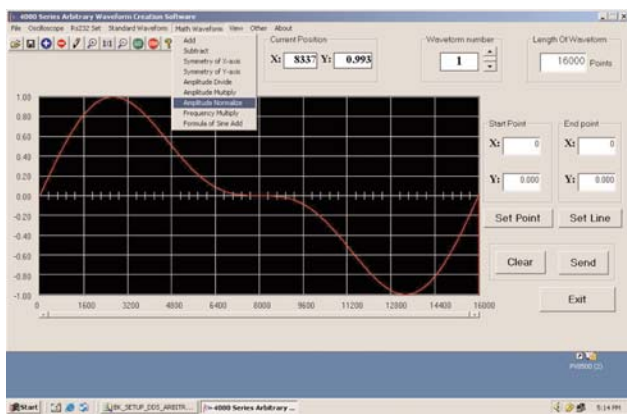 4000 Series Arbitrary Waveform Creation Software
File Oscilloscope Rs232 Set Standard Waveform Math Waveform View Other About
Add
Subtract
Symmetry of X-axis
Symmetry of Y-axis
Amplitude Divide
Amplitude Multiply
Amplitude Normalize
Frequency Multiply
Formula of Sine Add
Current Position
X: 8337 Y: 0.993
Waveform number
1
Length Of Waveform
16000 Points
1.00
0.80
0.60
0.40
0.20
0.00
-0.20
-0.40
-0.60
-0.80
-1.00
0 1600 3200 4800 6400 8000 9600 11200 12800 14400 16000
Start Point
X: 0
Y: 0.000
End point
X: 0
Y: 0.000
Set Point Set Line
Clear Send
Exit
Start
4000 Series Arbitrary ...
5:14 PM